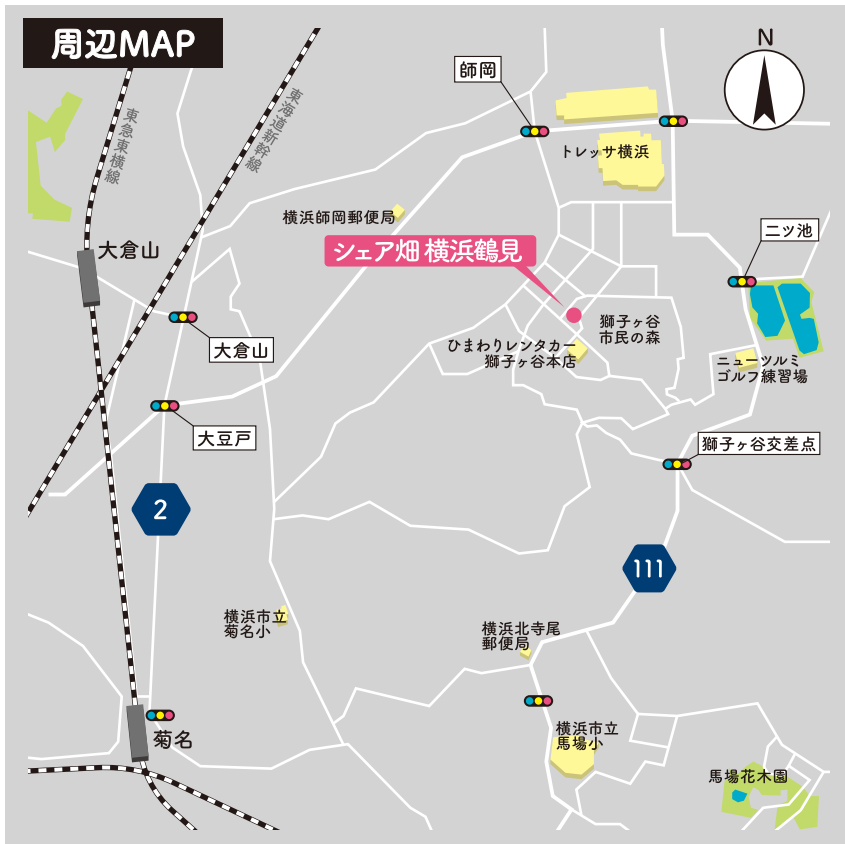 周辺MAP
N
師岡
東急東横線
東海道新幹線
トレッサ横浜
横浜師岡郵便局
二ツ池
大倉山
シェア畑 横浜鶴見
獅子ヶ谷
市民の森
大倉山
ひまわりレンタカー
獅子ヶ谷本店
ニューツルミ
ゴルフ練習場
大豆戸
獅子ヶ谷交差点
2
111
横浜市立
菊名小
横浜北寺尾
郵便局
菊名
横浜市立
馬場小
馬場花木園